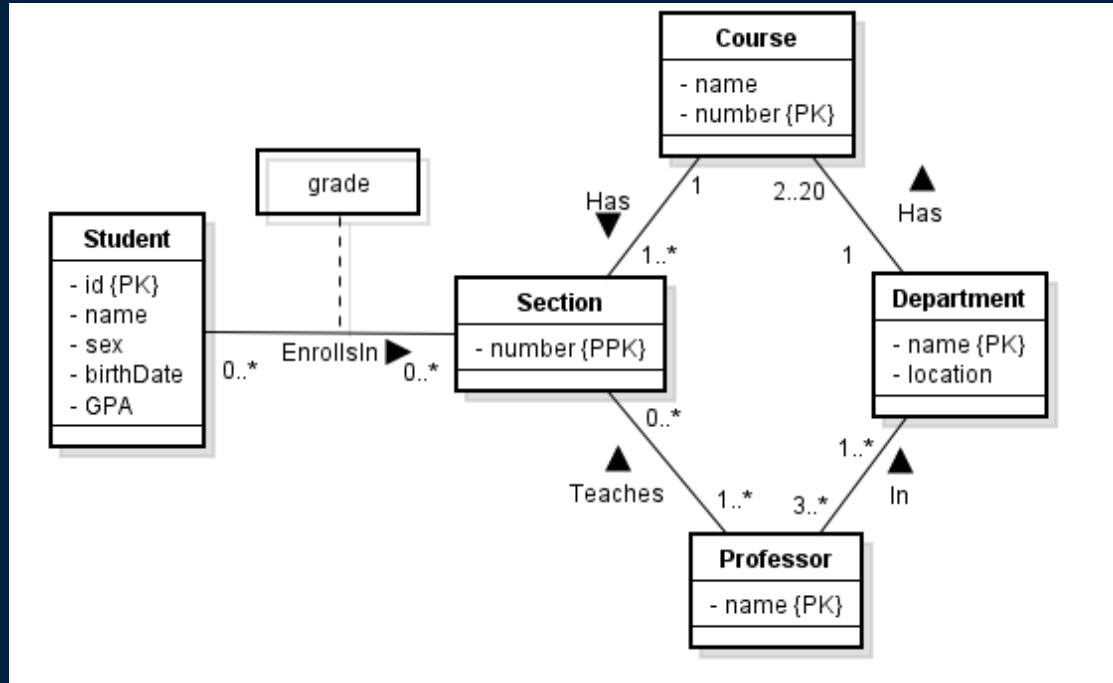 Course
- name
- number {PK}
grade
1
2..20
Has
Has
Student
- id {PK}
- name
- sex
- birthDate
- GPA
1..*
1
Section
- number {PPK}
Department
- name {PK}
- location
0..*
EnrollsIn
0..*
0..*
1..*
Teaches
1..*
3..*
In
Professor
- name {PK}